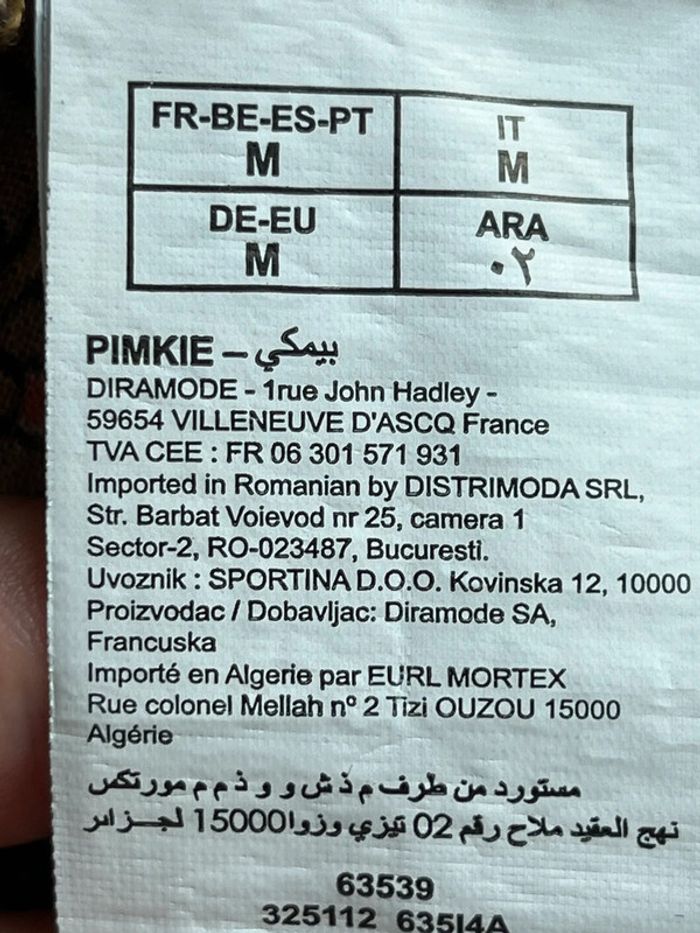 FR-BE-ES-PT
M
IT
M
DE-EU
M
ARA
٠٢
PIMKIE – بيمكي
DIRAMODE - 1rue John Hadley -
59654 VILLENEUVE D'ASCQ France
TVA CEE : FR 06 301 571 931
Imported in Romanian by DISTRIMODA SRL,
Str. Barbat Voievod nr 25, camera 1
Sector-2, RO-023487, Bucuresti.
Uvoznik : SPORTINA D.O.O. Kovinska 12, 10000
Proizvodac / Dobavljac: Diramode SA,
Francuska
Importé en Algerie par EURL MORTEX
Rue colonel Mellah nº 2 Tizi OUZOU 15000
Algérie
مستورد من طرف م ذ ش و و ذ م م مورتكس
نهج العقيد ملاح رقم 02 تيزي وزوا15000 لجـزائر
63539
325112 635I4A